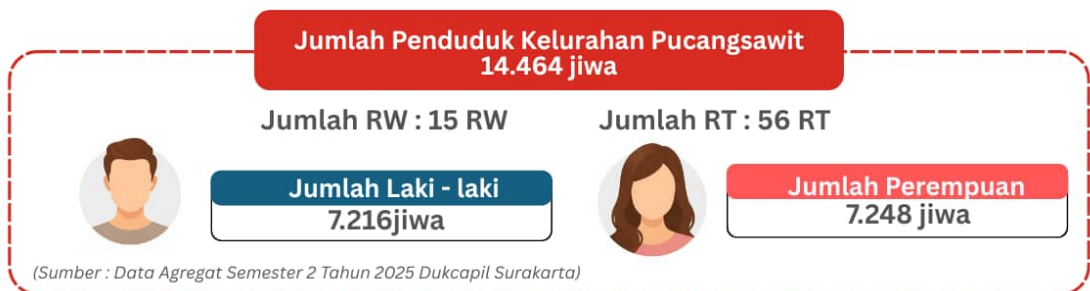 Jumlah Penduduk Kelurahan Pucangsawit
14.464 jiwa
Jumlah RW : 15 RW
Jumlah RT : 56 RT
Jumlah Laki - laki
7.216jiwa
Jumlah Perempuan
7.248 jiwa
(Sumber : Data Agregat Semester 2 Tahun 2025 Dukcapil Surakarta)